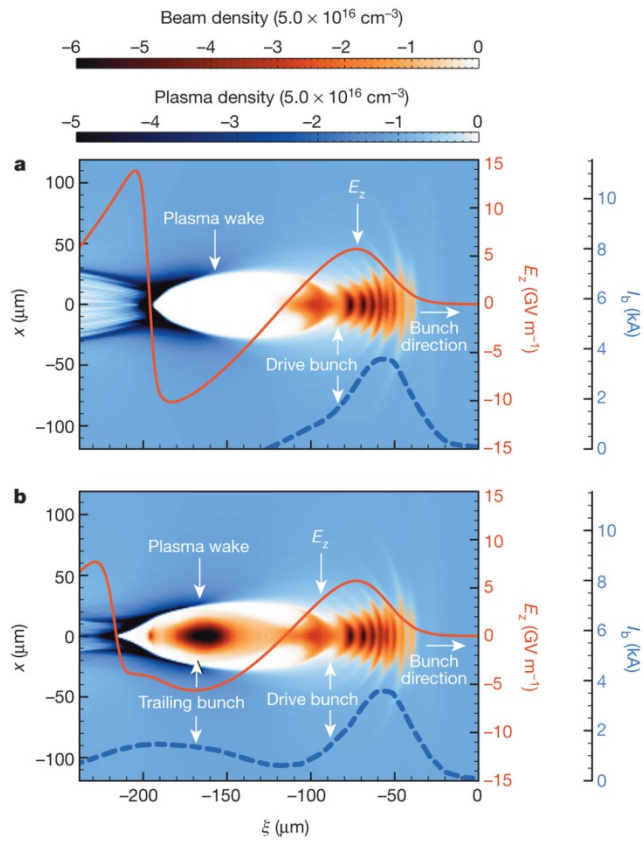 Beam density (5.0 × 10¹⁶ cm⁻³)
−6 −5 −4 −3 −2 −1 0
Plasma density (5.0 × 10¹⁶ cm⁻³)
−5 −4 −3 −2 −1 0
a
100
50
0
−50
−100
x (μm)
Plasma wake
E_z
Drive bunch
Bunch direction
15
10
5
0
−5
−10
−15
E_z (GV m⁻¹)
10
8
6
4
2
0
I_b (kA)
b
100
50
0
−50
−100
x (μm)
Plasma wake
E_z
Trailing bunch
Drive bunch
Bunch direction
15
10
5
0
−5
−10
−15
E_z (GV m⁻¹)
10
8
6
4
2
0
I_b (kA)
−200 −150 −100 −50 0
ξ (μm)